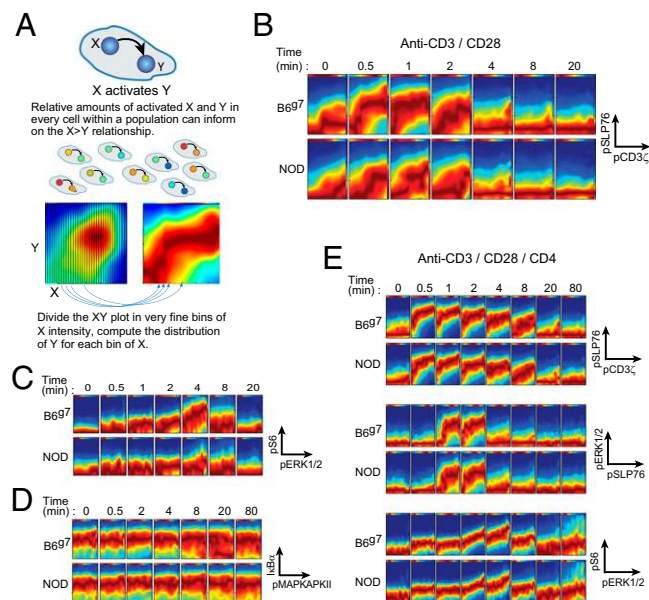 A
X
Y
X activates Y
Relative amounts of activated X and Y in
every cell within a population can inform
on the X>Y relationship.
Y
X
Divide the XY plot in very fine bins of
X intensity, compute the distribution
of Y for each bin of X.
B
Anti-CD3 / CD28
Time
(min) : 0 0.5 1 2 4 8 20
B6g7
NOD
pSLP76
pCD3ζ
C
Time
(min) : 0 0.5 1 2 4 8 20
B6g7
NOD
pS6
pERK1/2
D
Time
(min) : 0 0.5 1 2 4 8 20 80
B6g7
NOD
IκBα
pMAPKAPKII
E
Anti-CD3 / CD28 / CD4
Time
(min) : 0 0.5 1 2 4 8 20 80
B6g7
NOD
pSLP76
pCD3ζ
B6g7
NOD
pERK1/2
pSLP76
B6g7
NOD
pS6
pERK1/2